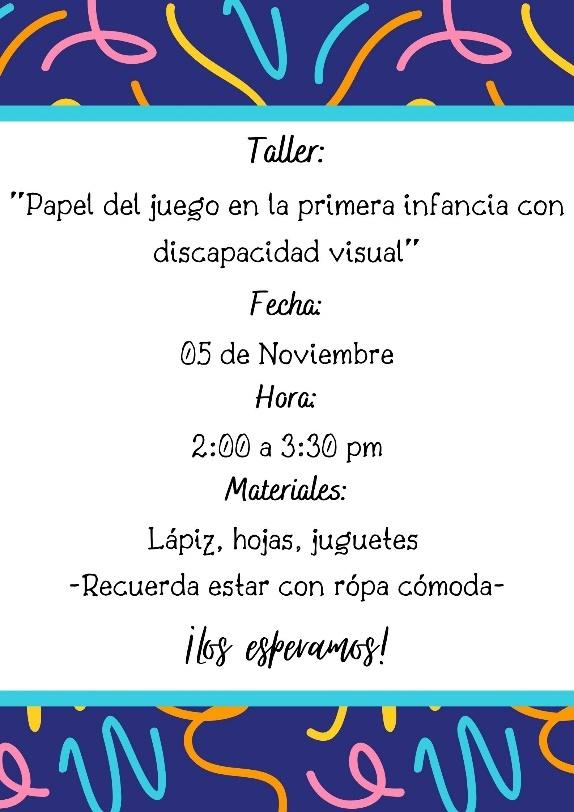 Taller:
"Papel del juego en la primera infancia con
discapacidad visual"
Fecha:
05 de Noviembre
Hora:
2:00 a 3:30 pm
Materiales:
Lápiz, hojas, juguetes
-Recuerda estar con rópa cómoda-
¡Los esperamos!